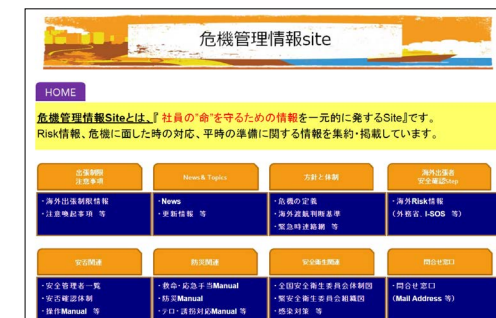 危機管理情報site
HOME
危機管理情報Siteとは、『 社員の"命"を守るための情報を一元的に発するSite』です。
Risk情報、危機に面した時の対応、平時の準備に関する情報を集約・掲載しています。
出張制限
注意事項
News & Topics
方針と体制
海外出張者
安全確認Step
・海外出張制限情報
・注意喚起事項 等
・News
・更新情報 等
・危機の定義
・海外渡航判断基準
・緊急時連絡網 等
・海外Risk情報
(外務省、I-SOS 等)
安否関連
防災関連
安全衛生関連
問合せ窓口
・安全管理者一覧
・安否確認体制
・操作Manual 等
・救命・応急手当Manual
・防災Manual
・テロ・誘拐対応Manual 等
・全国安全衛生委員会体制図
・緊安全衛生委員会組織図
・感染対策 等
・問合せ窓口
(Mail Address 等)